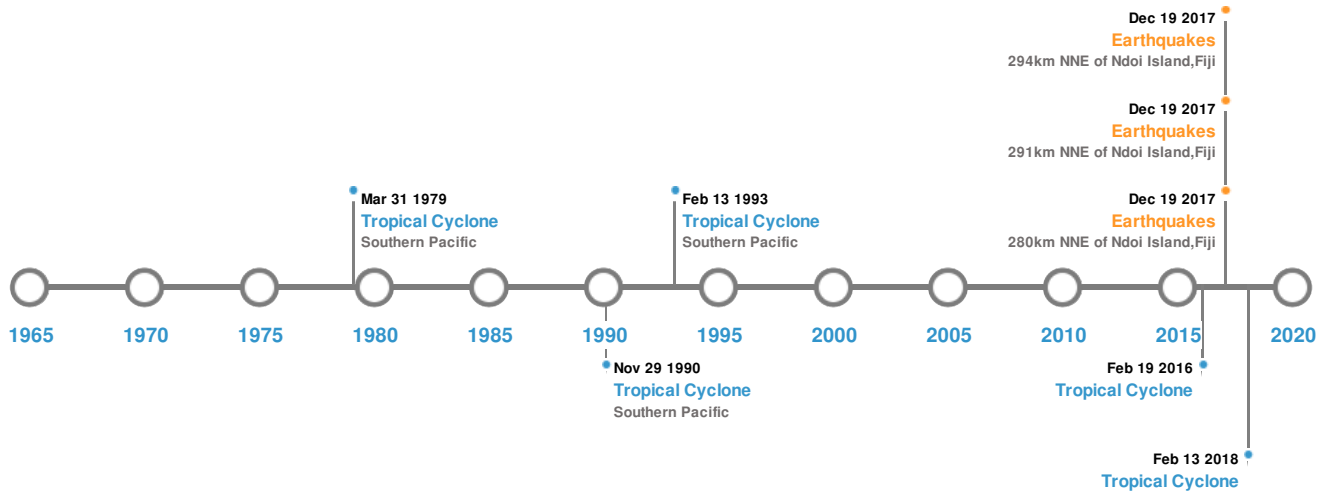 Dec 19 2017
Earthquakes
294km NNE of Ndoi Island,Fiji
Dec 19 2017
Earthquakes
291km NNE of Ndoi Island,Fiji
Mar 31 1979
Tropical Cyclone
Southern Pacific
Feb 13 1993
Tropical Cyclone
Southern Pacific
Dec 19 2017
Earthquakes
280km NNE of Ndoi Island,Fiji
1965 1970 1975 1980 1985 1990 1995 2000 2005 2010 2015 2020
Nov 29 1990
Tropical Cyclone
Southern Pacific
Feb 19 2016
Tropical Cyclone
Feb 13 2018
Tropical Cyclone